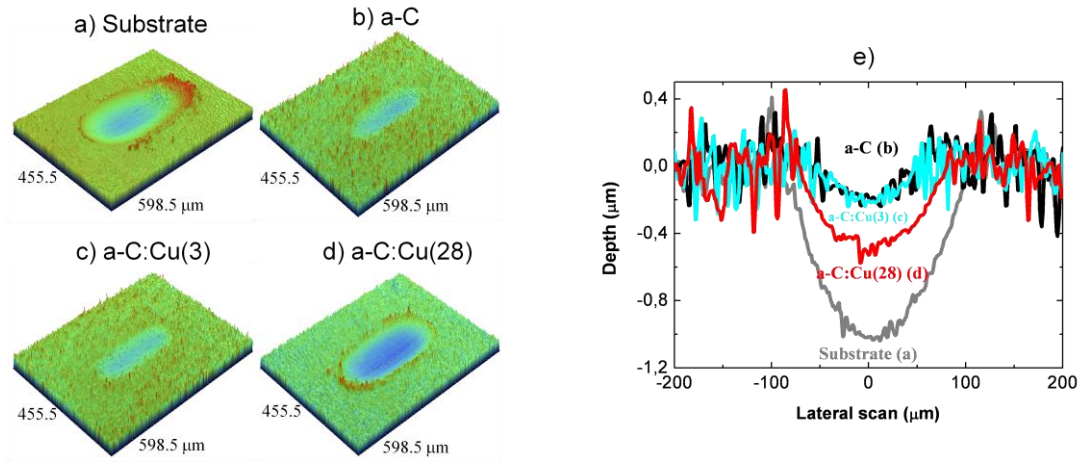 a) Substrate
b) a-C
455.5
598.5 μm
455.5
598.5 μm
c) a-C:Cu(3)
d) a-C:Cu(28)
455.5
598.5 μm
455.5
598.5 μm
e)
0,4
0,0
-0,4
-0,8
-1,2
Depth (μm)
a-C (b)
a-C:Cu(3) (c)
a-C:Cu(28) (d)
Substrate (a)
-200
-100
0
100
200
Lateral scan (μm)